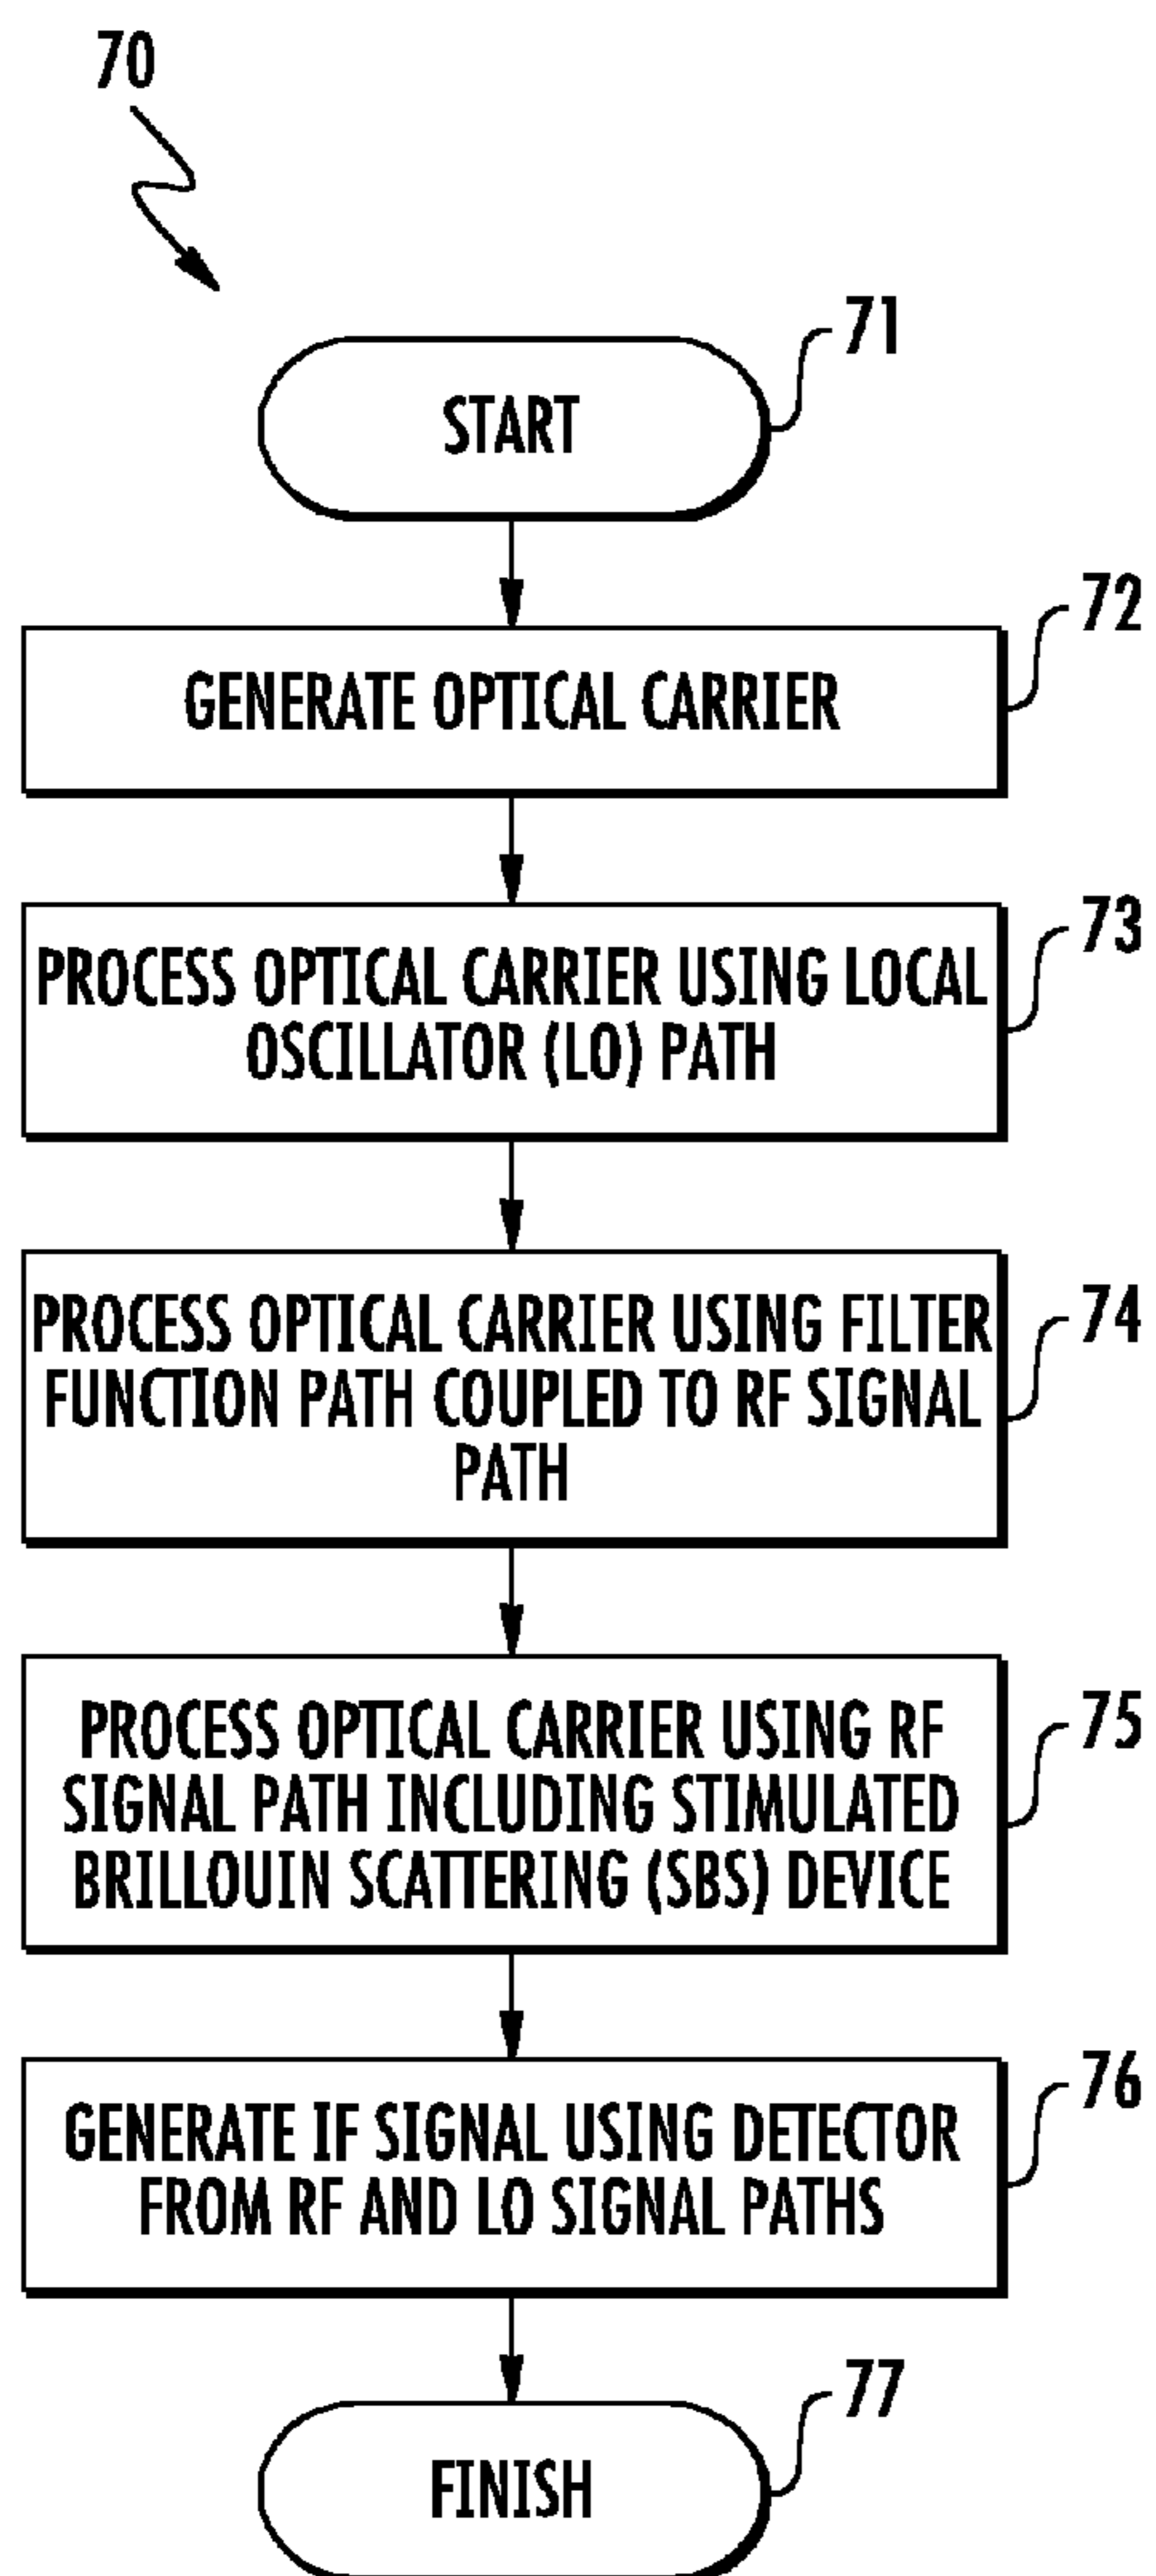 70
71
START
72
GENERATE OPTICAL CARRIER
73
PROCESS OPTICAL CARRIER USING LOCAL
OSCILLATOR (LO) PATH
74
PROCESS OPTICAL CARRIER USING FILTER
FUNCTION PATH COUPLED TO RF SIGNAL
PATH
75
PROCESS OPTICAL CARRIER USING RF
SIGNAL PATH INCLUDING STIMULATED
BRILLOUIN SCATTERING (SBS) DEVICE
76
GENERATE IF SIGNAL USING DETECTOR
FROM RF AND LO SIGNAL PATHS
77
FINISH